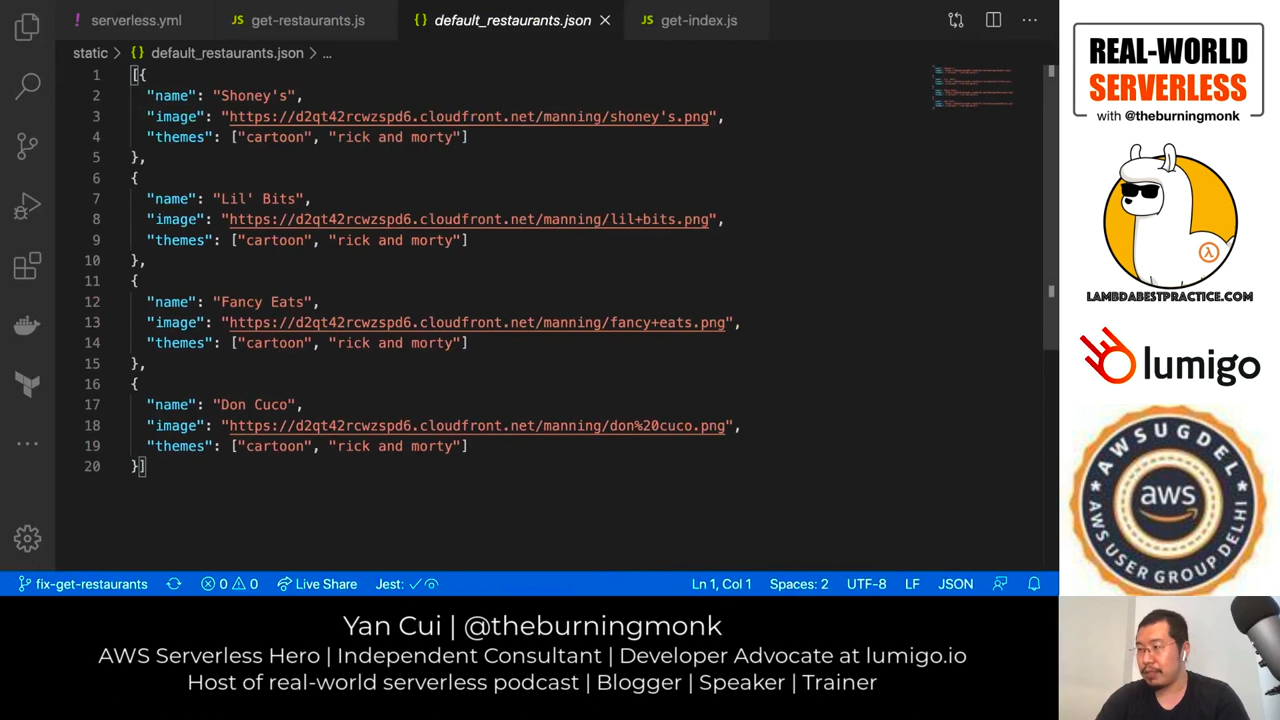 serverless.yml
JS get-restaurants.js
{} default_restaurants.json
JS get-index.js
static > {} default_restaurants.json > ...
1 [{
2 "name": "Shoney's",
3 "image": "https://d2qt42rcwzspd6.cloudfront.net/manning/shoney's.png",
4 "themes": ["cartoon", "rick and morty"]
5 },
6 {
7 "name": "Lil' Bits",
8 "image": "https://d2qt42rcwzspd6.cloudfront.net/manning/lil+bits.png",
9 "themes": ["cartoon", "rick and morty"]
10 },
11 {
12 "name": "Fancy Eats",
13 "image": "https://d2qt42rcwzspd6.cloudfront.net/manning/fancy+eats.png",
14 "themes": ["cartoon", "rick and morty"]
15 },
16 {
17 "name": "Don Cuco",
18 "image": "https://d2qt42rcwzspd6.cloudfront.net/manning/don%20cuco.png",
19 "themes": ["cartoon", "rick and morty"]
20 }]
fix-get-restaurants 0 0 Live Share Jest: Ln 1, Col 1 Spaces: 2 UTF-8 LF JSON
Yan Cui | @theburningmonk
AWS Serverless Hero | Independent Consultant | Developer Advocate at lumigo.io
Host of real-world serverless podcast | Blogger | Speaker | Trainer
REAL-WORLD
SERVERLESS
with @theburningmonk
λ
LAMBDABESTPRACTICE.COM
lumigo
AWSUGDEL
aws
AWS USER GROUP DELHI